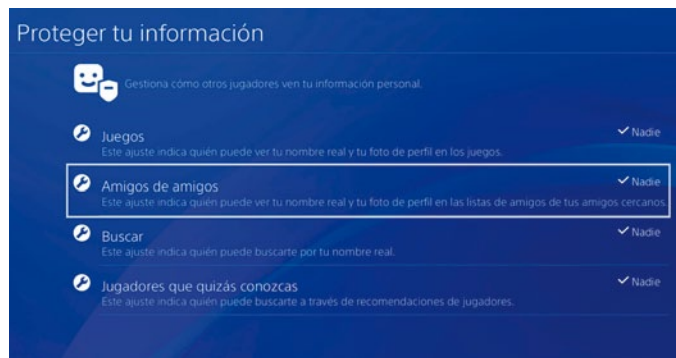 Proteger tu información
Gestiona cómo otros jugadores ven tu información personal.
Juegos
Nadie
Este ajuste indica quién puede ver tu nombre real y tu foto de perfil en los juegos.
Amigos de amigos
Nadie
Este ajuste indica quién puede ver tu nombre real y tu foto de perfil en las listas de amigos de tus amigos cercanos.
Buscar
Nadie
Este ajuste indica quién puede buscarte por tu nombre real.
Jugadores que quizás conozcas
Nadie
Este ajuste indica quién puede buscarte a través de recomendaciones de jugadores.